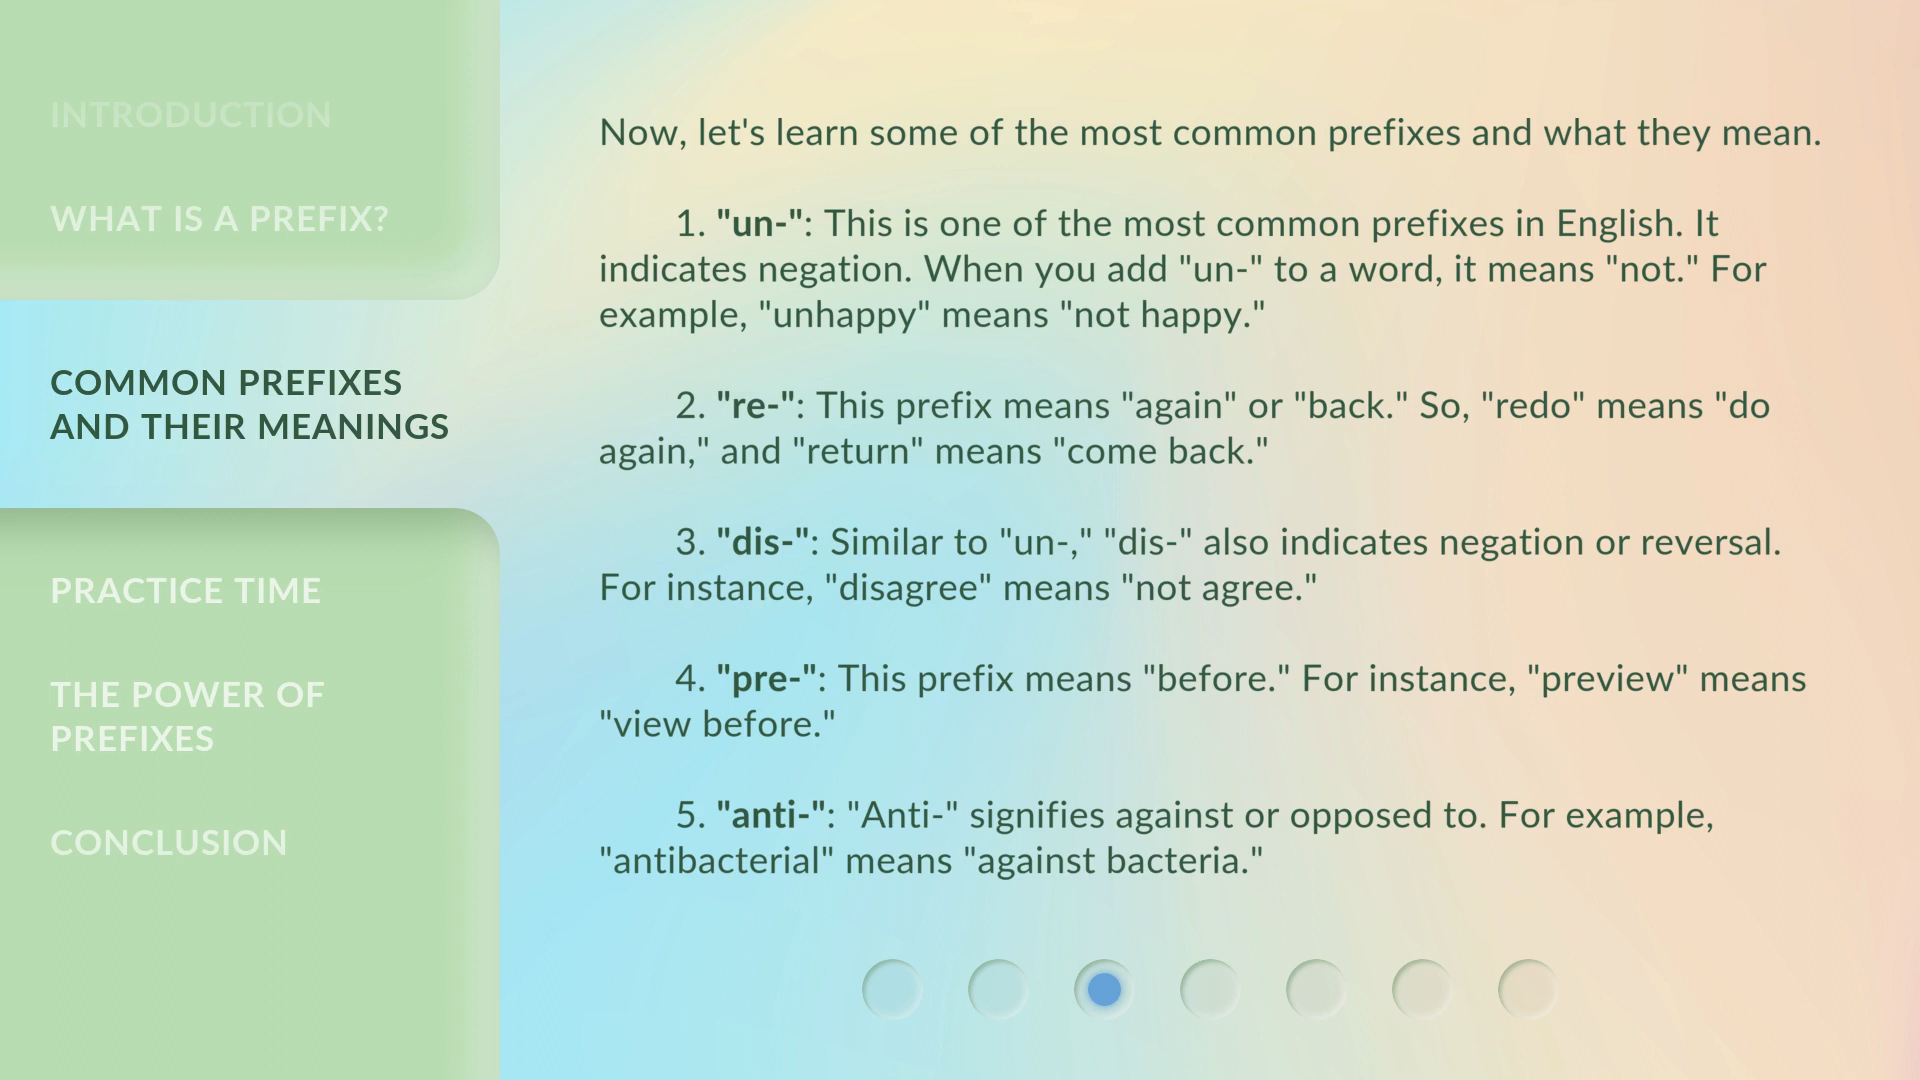 INTRODUCTION
WHAT IS A PREFIX?
COMMON PREFIXES
AND THEIR MEANINGS
PRACTICE TIME
THE POWER OF
PREFIXES
CONCLUSION
Now, let's learn some of the most common prefixes and what they mean.
1. "un-": This is one of the most common prefixes in English. It
indicates negation. When you add "un-" to a word, it means "not." For
example, "unhappy" means "not happy."
2. "re-": This prefix means "again" or "back." So, "redo" means "do
again," and "return" means "come back."
3. "dis-": Similar to "un-," "dis-" also indicates negation or reversal.
For instance, "disagree" means "not agree."
4. "pre-": This prefix means "before." For instance, "preview" means
"view before."
5. "anti-": "Anti-" signifies against or opposed to. For example,
"antibacterial" means "against bacteria."